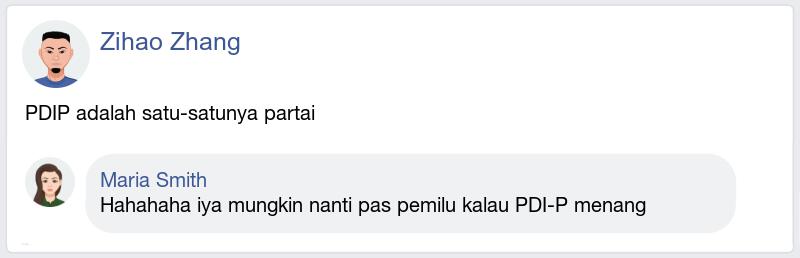 Zihao Zhang
PDIP adalah satu-satunya partai
Maria Smith
Hahahaha iya mungkin nanti pas pemilu kalau PDI-P menang